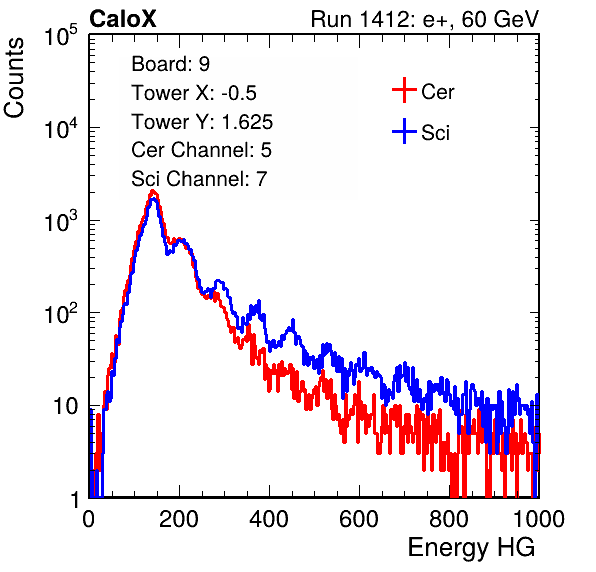 CaloX Run 1412: e+, 60 GeV
Counts
Board: 9
Tower X: -0.5
Tower Y: 1.625
Cer Channel: 5
Sci Channel: 7
Cer
Sci
10^5
10^4
10^3
10^2
10
1
0 200 400 600 800 1000
Energy HG